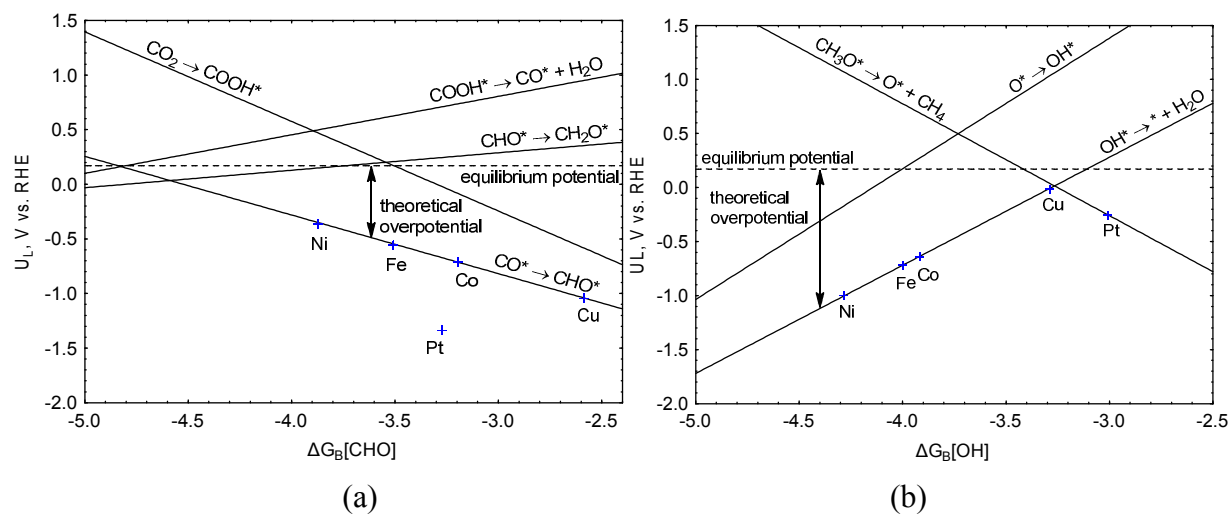 1.5
1.0
0.5
0.0
-0.5
-1.0
-1.5
-2.0
U_L, V vs. RHE
CO₂ → COOH*
COOH* → CO* + H₂O
CHO* → CH₂O*
equilibrium potential
theoretical
overpotential
CO* → CHO*
Ni
Fe
Co
Cu
Pt
-5.0 -4.0 -3.5 -3.0 -2.5
ΔG_B[CHO]
(a)
1.5
1.0
0.5
0.0
-0.5
-1.0
-1.5
-2.0
UL, V vs. RHE
CH₃O* → O* + CH₄
O* → OH*
OH* → * + H₂O
equilibrium potential
theoretical
overpotential
Cu
Pt
Fe
Co
Ni
-5.0 -4.5 -4.0 -3.5 -3.0 -2.5
ΔG_B[OH]
(b)